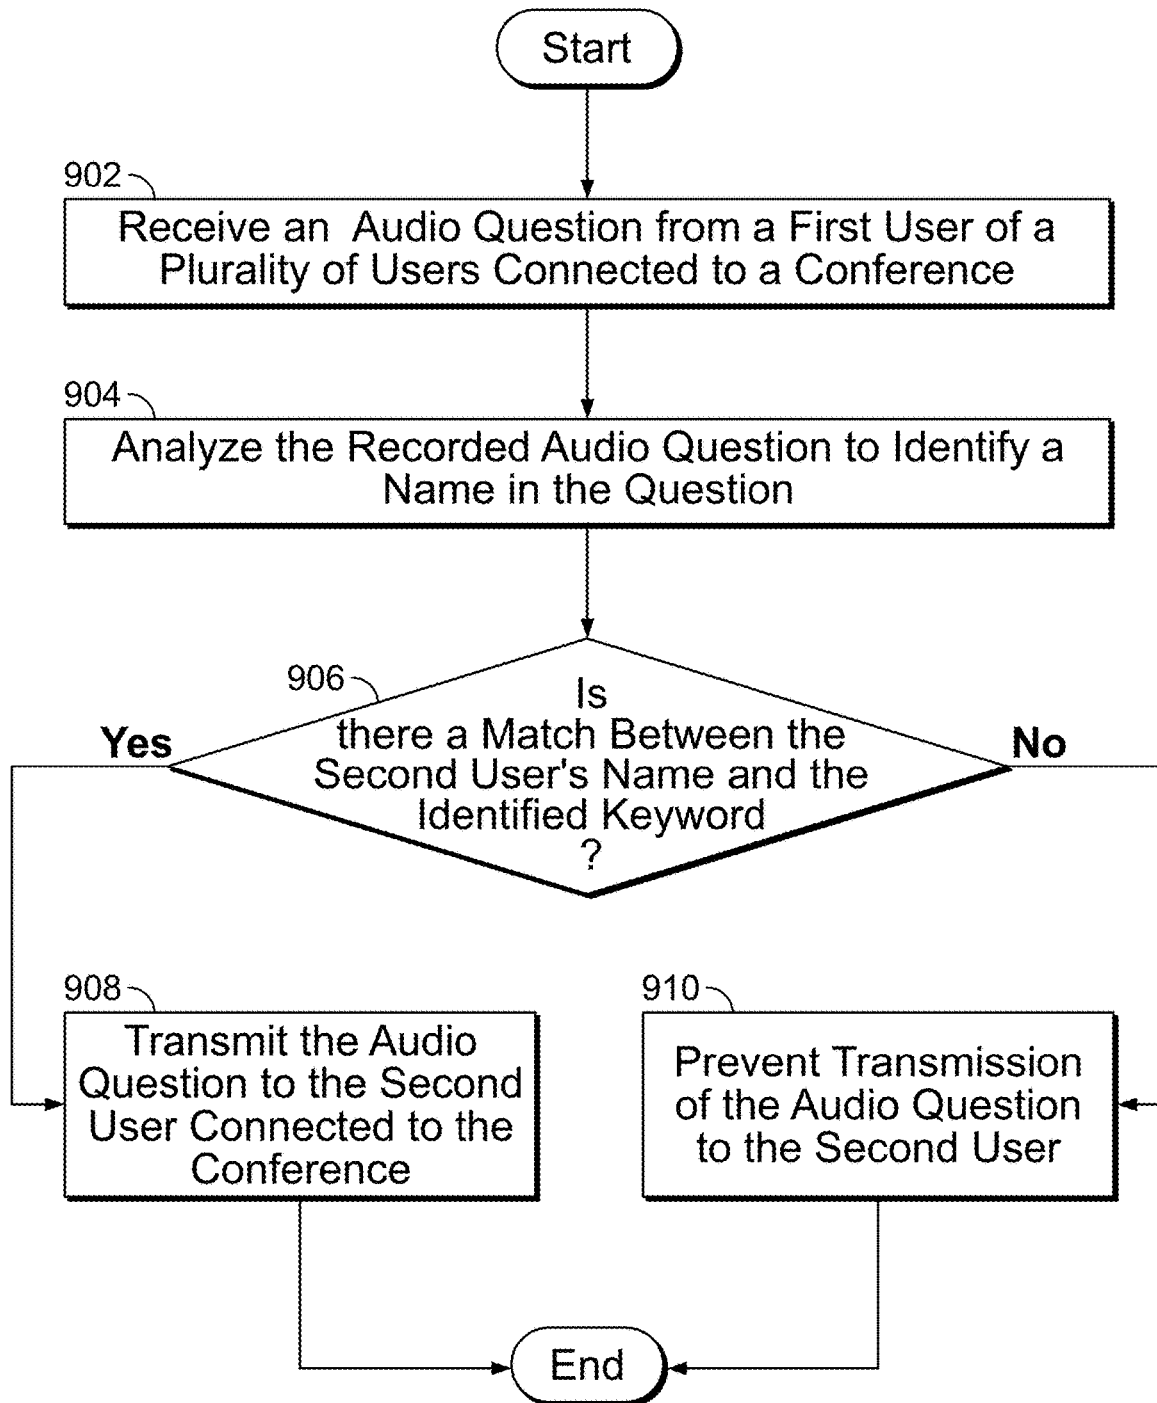 Start
902
Receive an Audio Question from a First User of a
Plurality of Users Connected to a Conference
904
Analyze the Recorded Audio Question to Identify a
Name in the Question
906
Is
there a Match Between the
Second User's Name and the
Identified Keyword
?
Yes
No
908
Transmit the Audio
Question to the Second
User Connected to the
Conference
910
Prevent Transmission
of the Audio Question
to the Second User
End